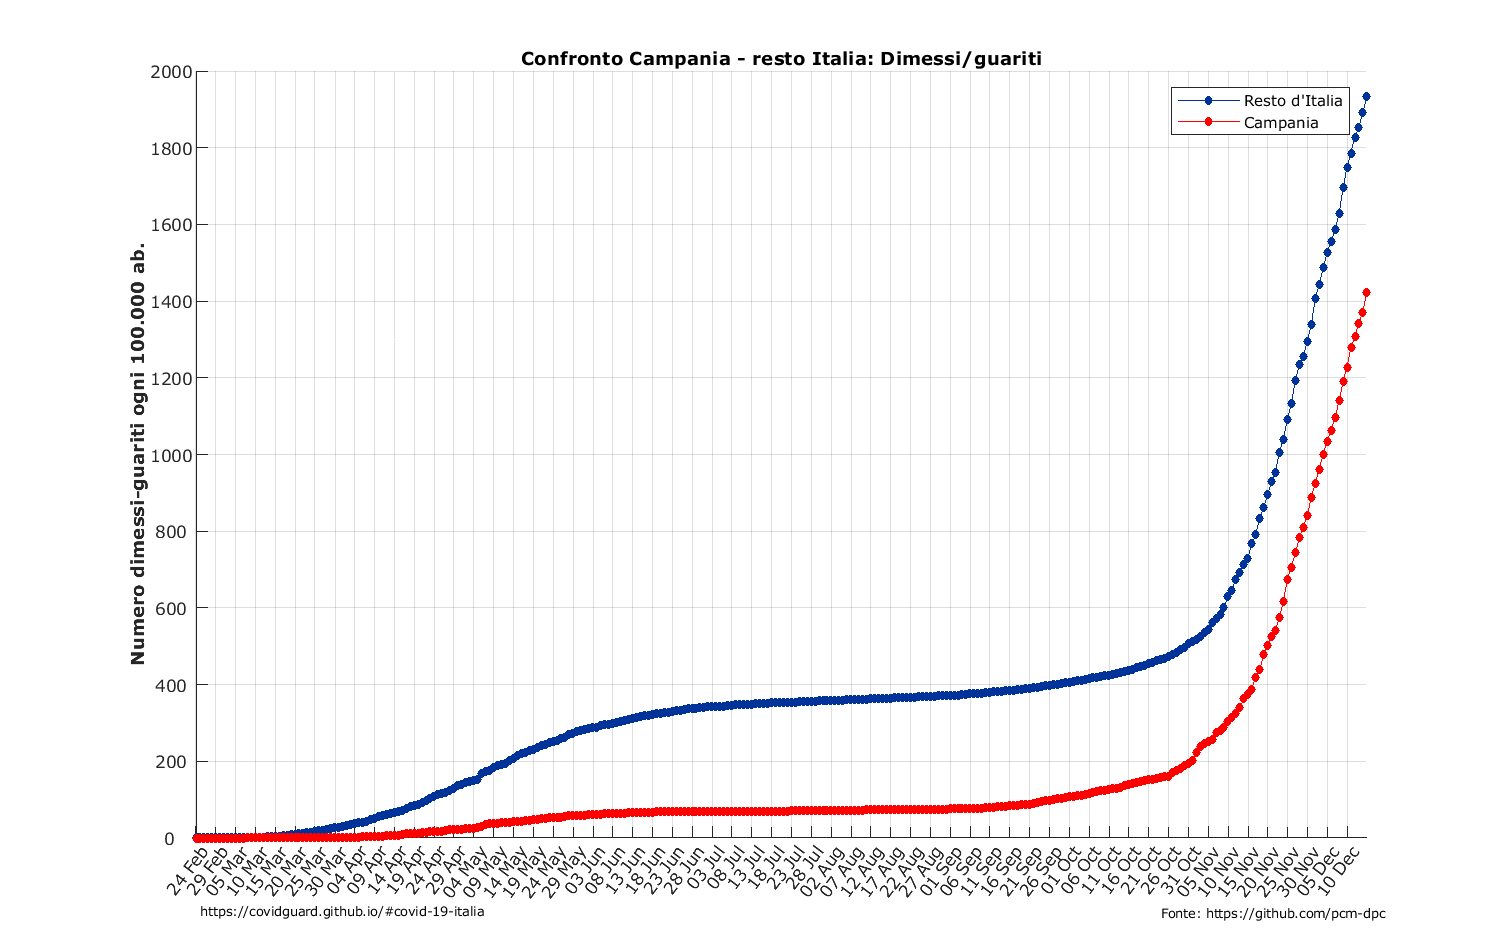 Confronto Campania - resto Italia: Dimessi/guariti
Resto d'Italia
Campania
Numero dimessi-guariti ogni 100.000 ab.
2000
1800
1600
1400
1200
1000
800
600
400
200
0
24 Feb
29 Feb
05 Mar
10 Mar
15 Mar
20 Mar
25 Mar
30 Mar
04 Apr
09 Apr
14 Apr
19 Apr
24 Apr
29 Apr
04 May
09 May
14 May
19 May
24 May
29 May
03 Jun
08 Jun
13 Jun
18 Jun
23 Jun
28 Jun
03 Jul
08 Jul
13 Jul
18 Jul
23 Jul
28 Jul
02 Aug
07 Aug
12 Aug
17 Aug
22 Aug
27 Aug
01 Sep
06 Sep
11 Sep
16 Sep
21 Sep
26 Sep
01 Oct
06 Oct
11 Oct
16 Oct
21 Oct
26 Oct
31 Oct
05 Nov
10 Nov
15 Nov
20 Nov
25 Nov
30 Nov
05 Dec
10 Dec
https://covidguard.github.io/#covid-19-italia
Fonte: https://github.com/pcm-dpc